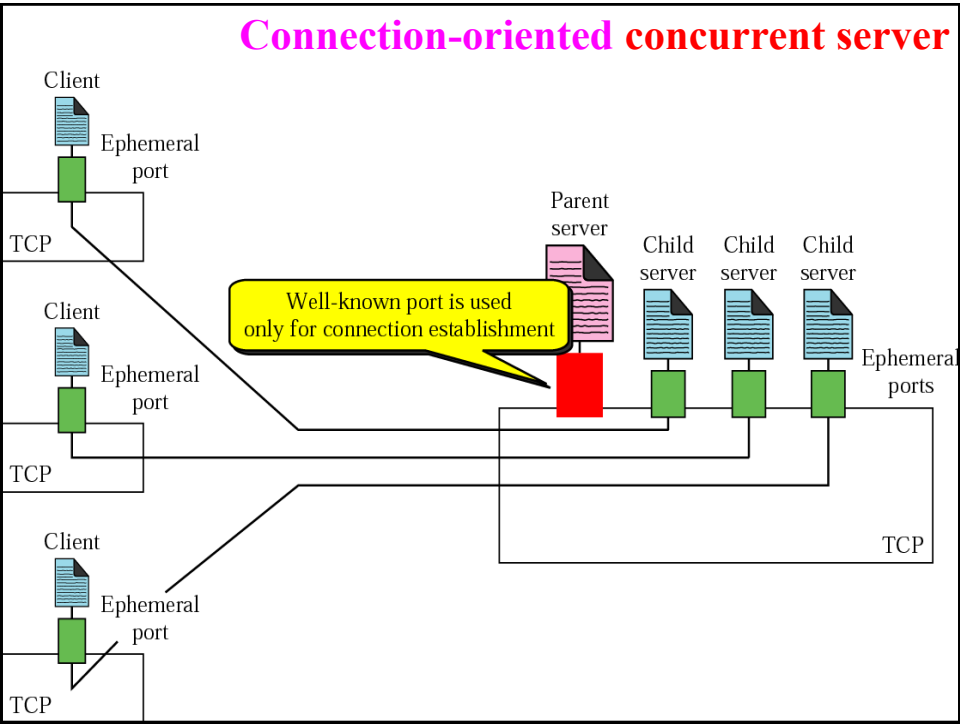 Connection-oriented concurrent server
Client
Ephemeral
port
TCP
Client
Ephemeral
port
TCP
Client
Ephemeral
port
TCP
Well-known port is used
only for connection establishment
Parent
server
Child
server
Child
server
Child
server
Ephemeral
ports
TCP